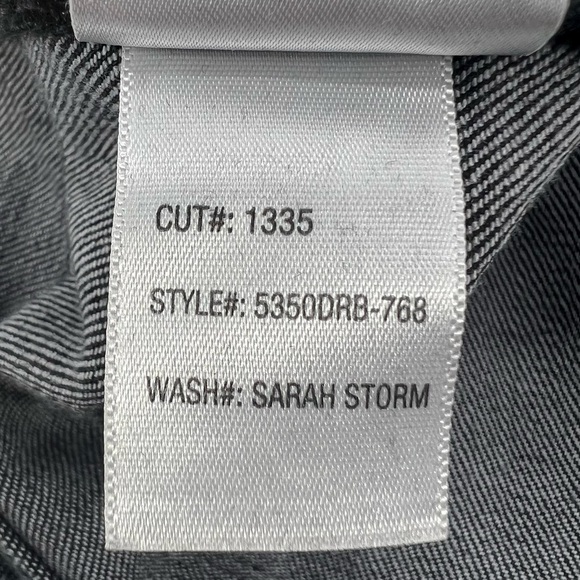 CUT#: 1335
STYLE#: 5350DRB-768
WASH#: SARAH STORM